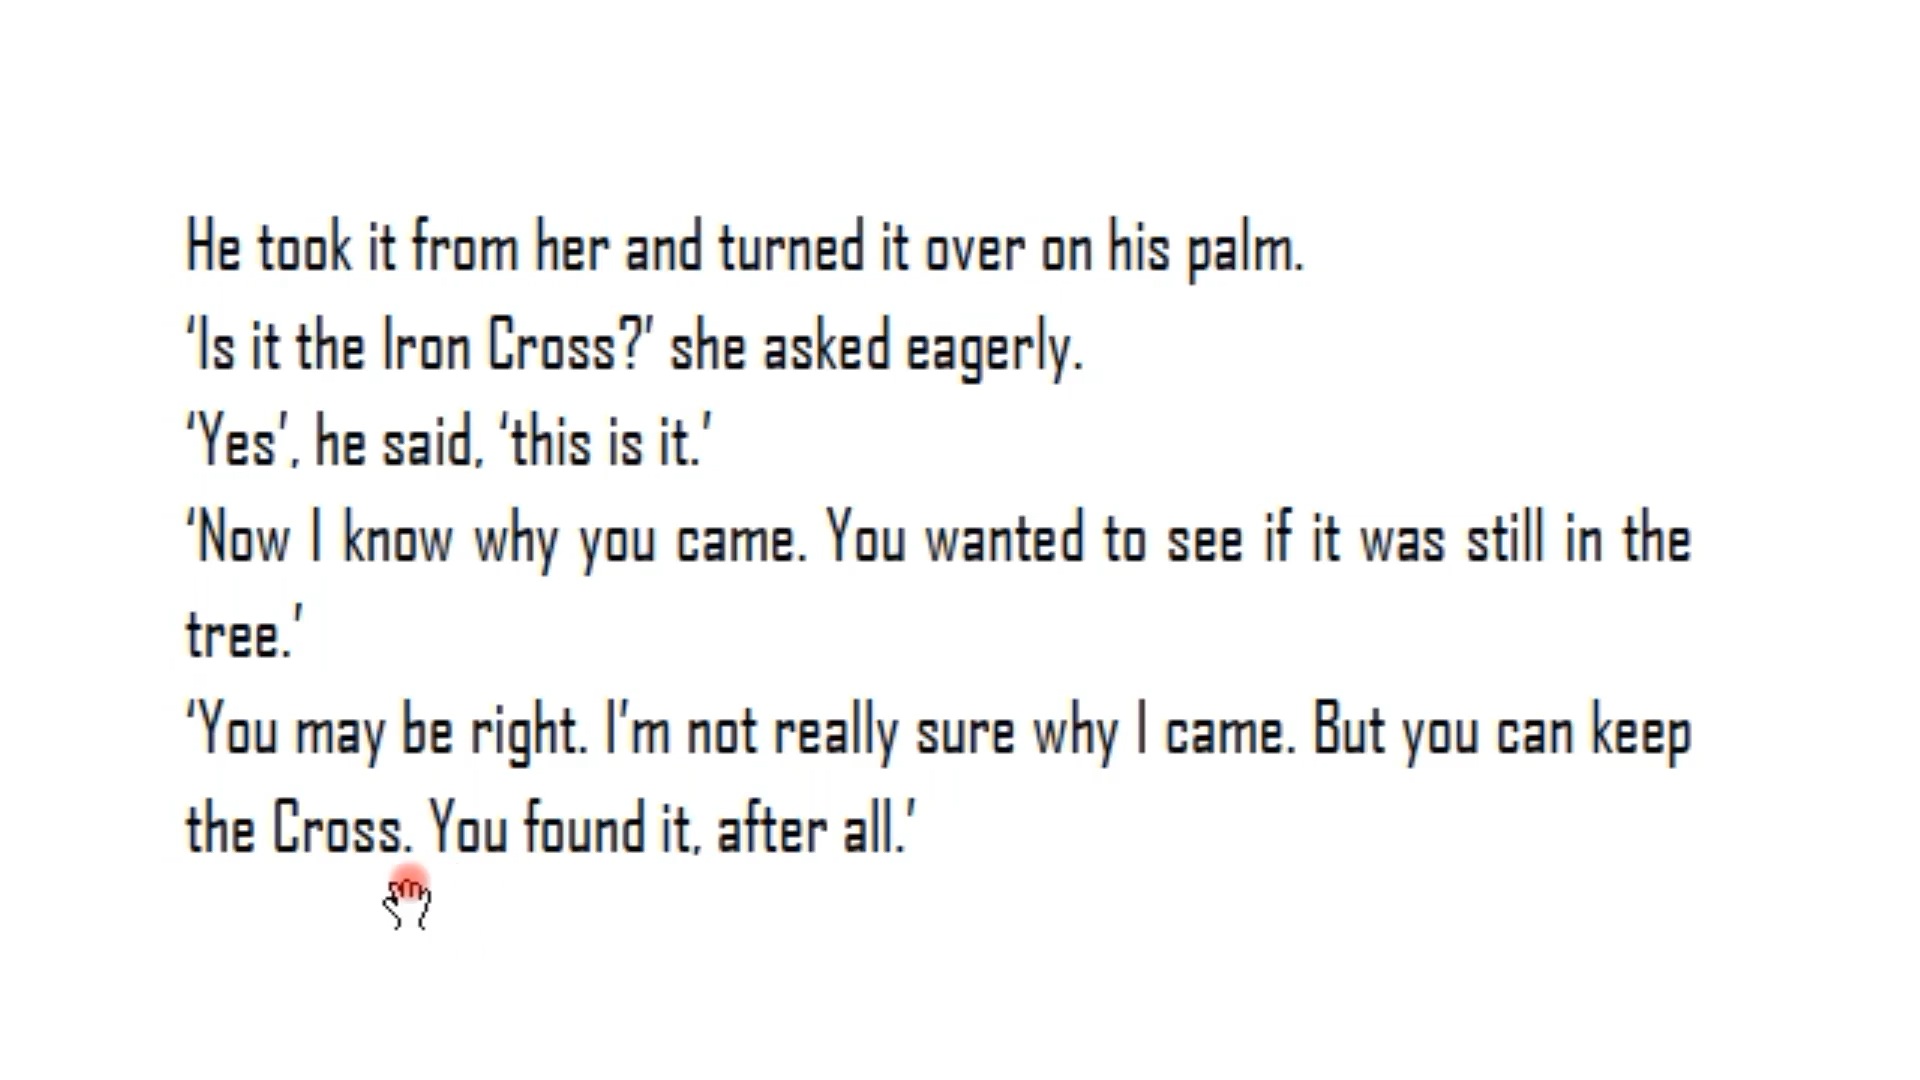 He took it from her and turned it over on his palm.
‘Is it the Iron Cross?’ she asked eagerly.
‘Yes’, he said, ‘this is it.’
‘Now I know why you came. You wanted to see if it was still in the
tree.’
‘You may be right. I’m not really sure why I came. But you can keep
the Cross. You found it, after all.’